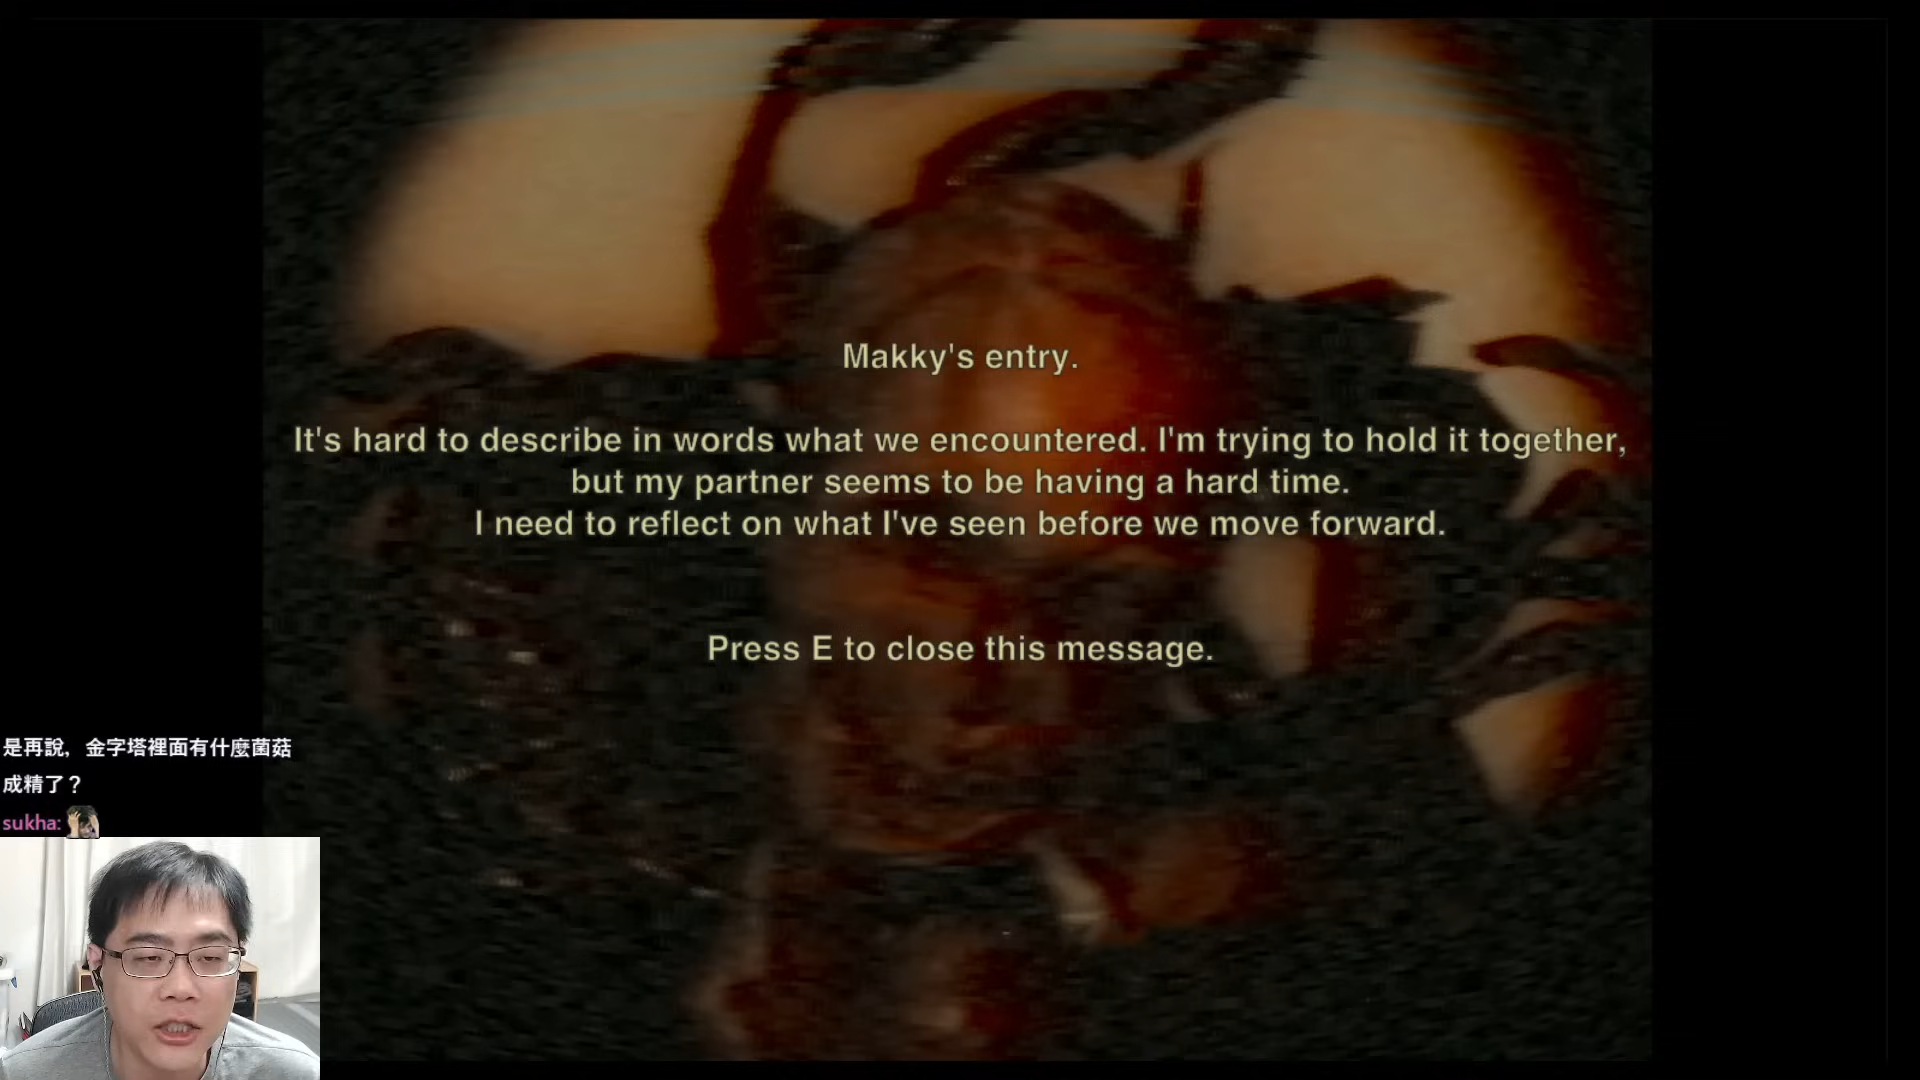 Makky's entry.
It's hard to describe in words what we encountered. I'm trying to hold it together,
but my partner seems to be having a hard time.
I need to reflect on what I've seen before we move forward.
Press E to close this message.
是再說，金字塔裡面有什麼菌菇
成精了？
sukha: